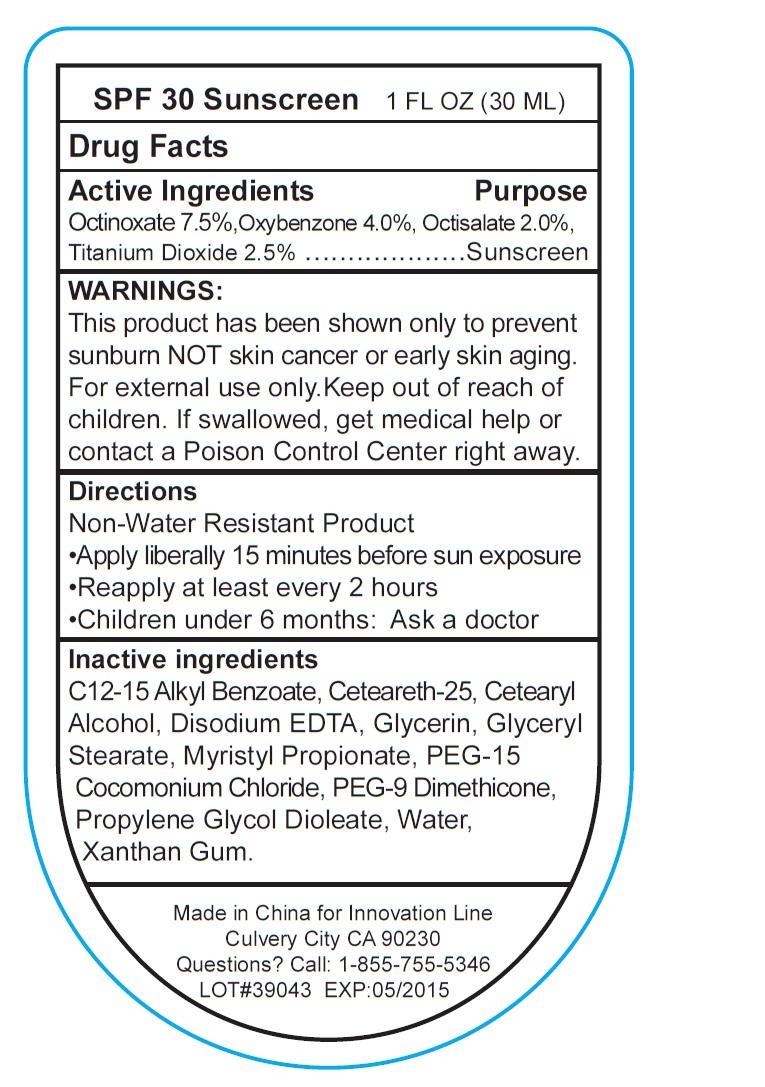 SPF 30 Sunscreen 1 FL OZ (30 ML)
Drug Facts
Active Ingredients Purpose
Octinoxate 7.5%,Oxybenzone 4.0%, Octisalate 2.0%,
Titanium Dioxide 2.5% ...................Sunscreen
WARNINGS:
This product has been shown only to prevent
sunburn NOT skin cancer or early skin aging.
For external use only.Keep out of reach of
children. If swallowed, get medical help or
contact a Poison Control Center right away.
Directions
Non-Water Resistant Product
•Apply liberally 15 minutes before sun exposure
•Reapply at least every 2 hours
•Children under 6 months: Ask a doctor
Inactive ingredients
C12-15 Alkyl Benzoate, Ceteareth-25, Cetearyl
Alcohol, Disodium EDTA, Glycerin, Glyceryl
Stearate, Myristyl Propionate, PEG-15
Cocomonium Chloride, PEG-9 Dimethicone,
Propylene Glycol Dioleate, Water,
Xanthan Gum.
Made in China for Innovation Line
Culvery City CA 90230
Questions? Call: 1-855-755-5346
LOT#39043 EXP:05/2015